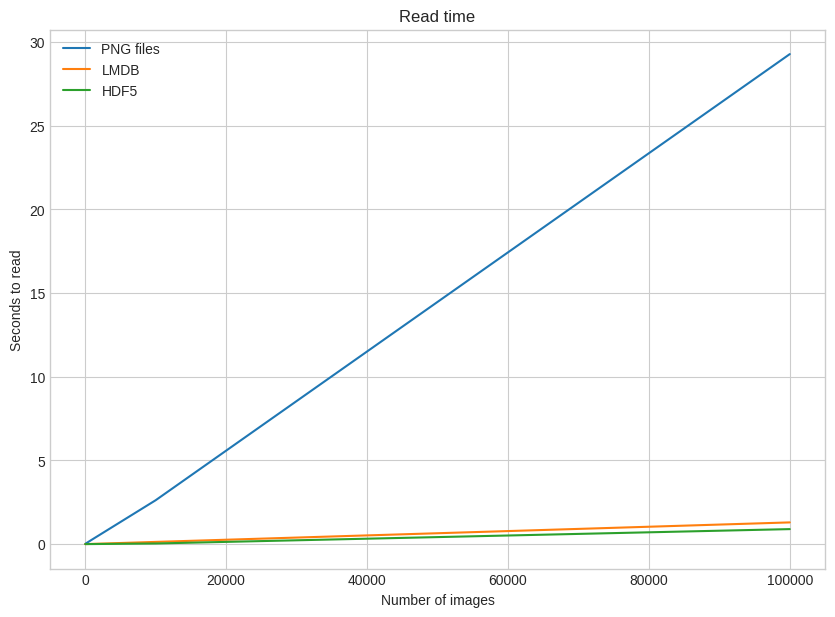 Read time
PNG files
LMDB
HDF5
Seconds to read
30
25
20
15
10
5
0
0 20000 40000 60000 80000 100000
Number of images